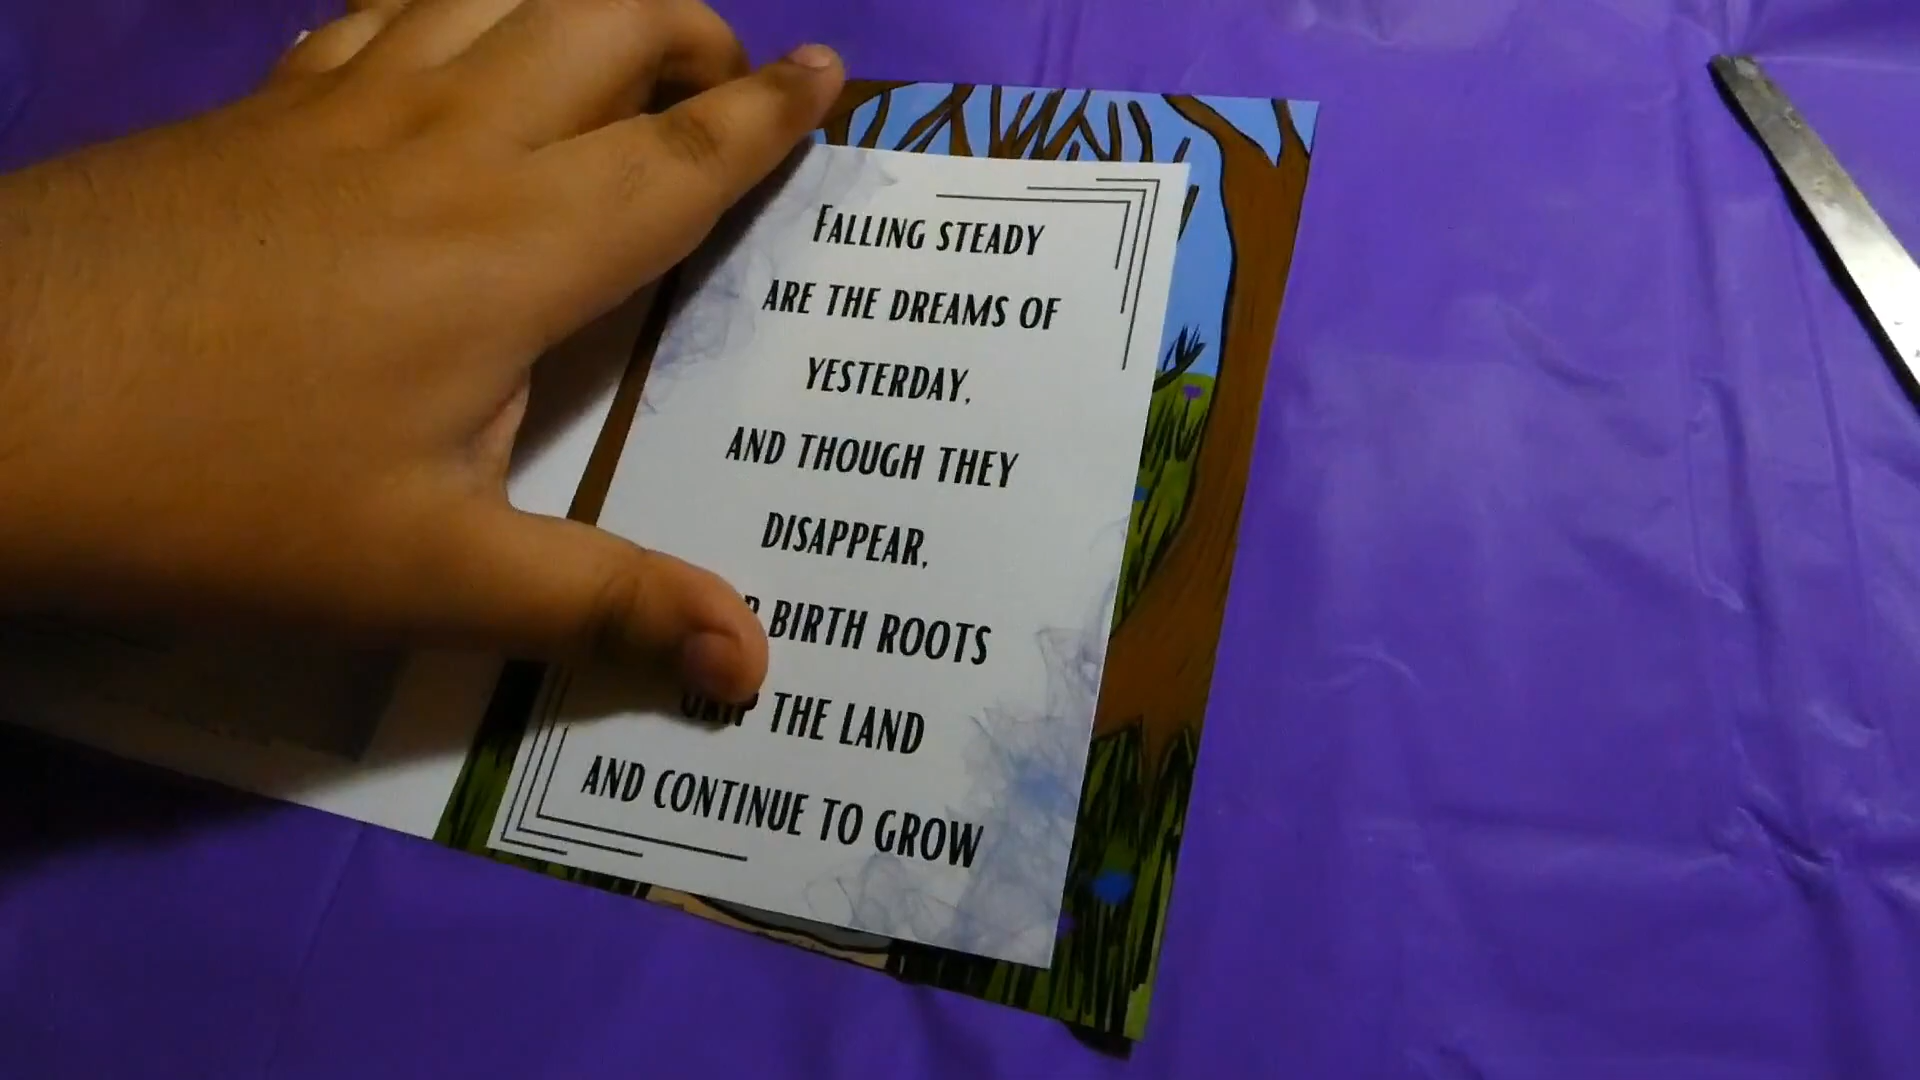 Falling steady
are the dreams of
yesterday,
and though they
disappear,
birth roots
grip the land
and continue to grow